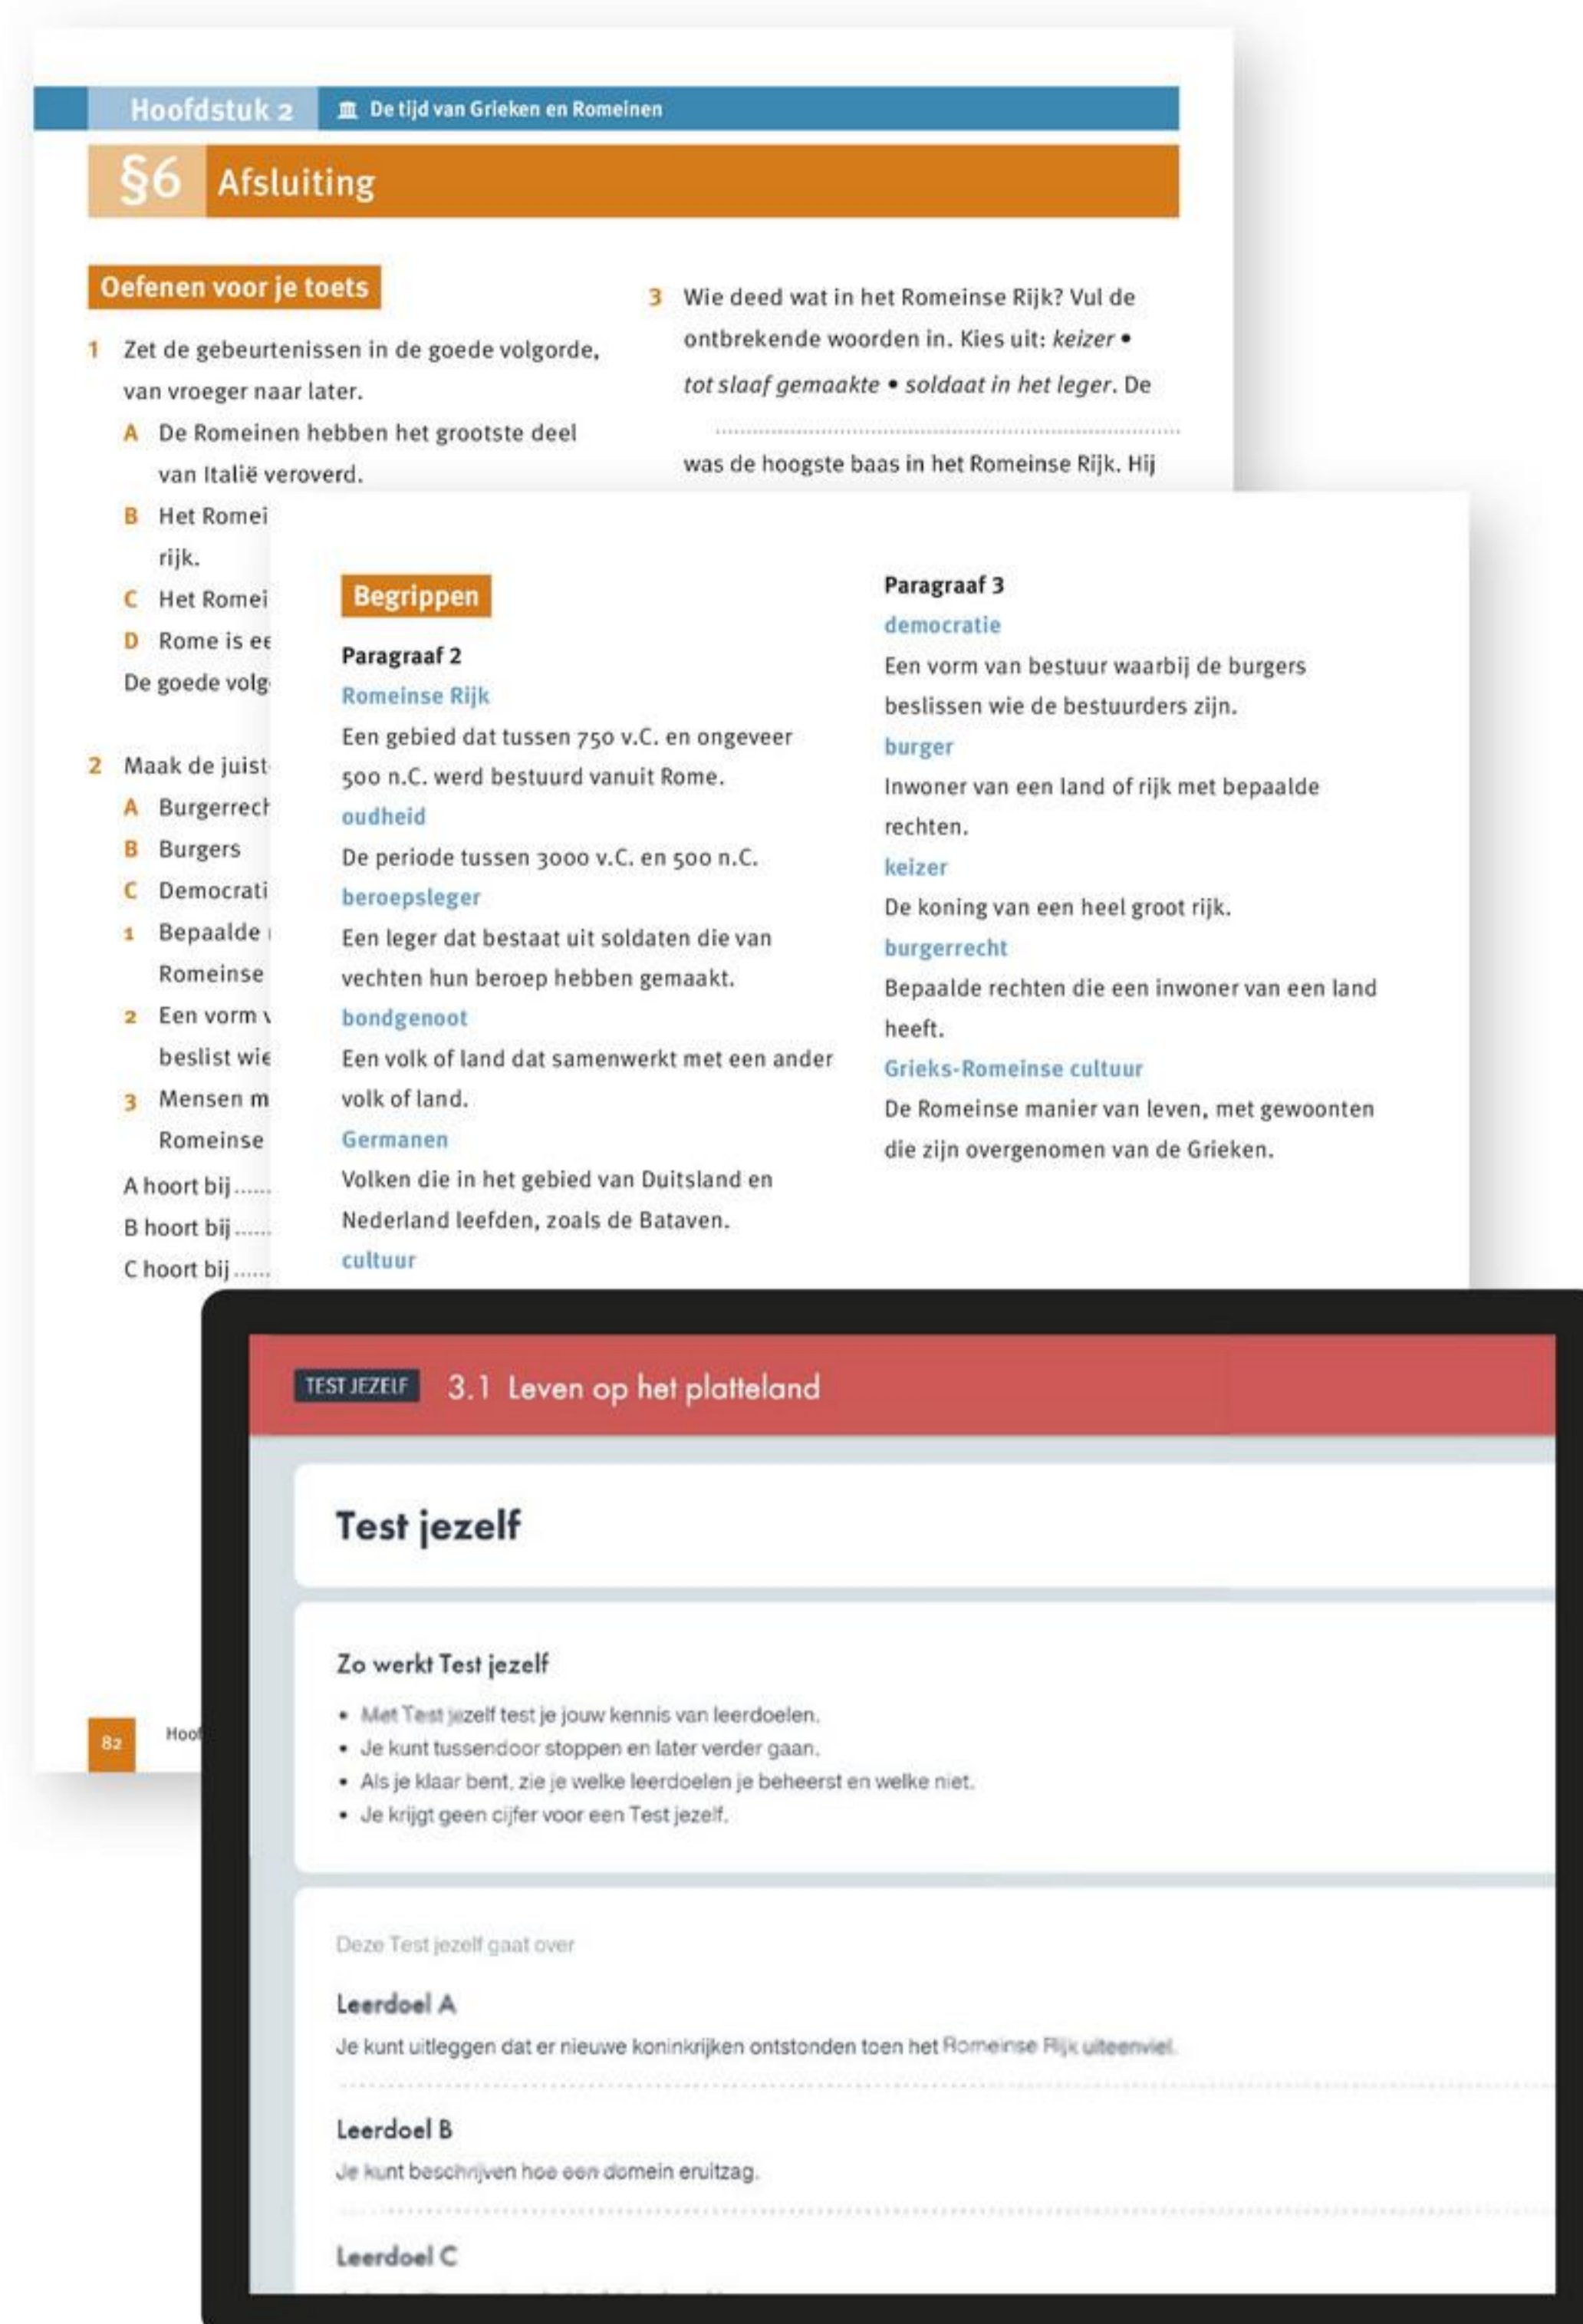 Hoofdstuk 2 De tijd van Grieken en Romeinen
§6 Afsluiting
Oefenen voor je toets
1 Zet de gebeurtenissen in de goede volgorde,
van vroeger naar later.
A De Romeinen hebben het grootste deel
van Italië veroverd.
B Het Romei
rijk.
C Het Romei
D Rome is ee
De goede volg
2 Maak de juist
A Burgerrech
B Burgers
C Democrati
1 Bepaalde
Romeinse
2 Een vorm v
beslist wie
3 Mensen m
Romeinse
A hoort bij ......
B hoort bij ......
C hoort bij ......
82 Hoof
3 Wie deed wat in het Romeinse Rijk? Vul de
ontbrekende woorden in. Kies uit: keizer •
tot slaaf gemaakte • soldaat in het leger. De
................................................................
was de hoogste baas in het Romeinse Rijk. Hij
Begrippen
Paragraaf 2
Romeinse Rijk
Een gebied dat tussen 750 v.C. en ongeveer
500 n.C. werd bestuurd vanuit Rome.
oudheid
De periode tussen 3000 v.C. en 500 n.C.
beroepsleger
Een leger dat bestaat uit soldaten die van
vechten hun beroep hebben gemaakt.
bondgenoot
Een volk of land dat samenwerkt met een ander
volk of land.
Germanen
Volken die in het gebied van Duitsland en
Nederland leefden, zoals de Bataven.
cultuur
Paragraaf 3
democratie
Een vorm van bestuur waarbij de burgers
beslissen wie de bestuurders zijn.
burger
Inwoner van een land of rijk met bepaalde
rechten.
keizer
De koning van een heel groot rijk.
burgerrecht
Bepaalde rechten die een inwoner van een land
heeft.
Grieks-Romeinse cultuur
De Romeinse manier van leven, met gewoonten
die zijn overgenomen van de Grieken.
TEST JEZELF 3.1 Leven op het platteland
Test jezelf
Zo werkt Test jezelf
• Met Test jezelf test je jouw kennis van leerdoelen.
• Je kunt tussendoor stoppen en later verder gaan.
• Als je klaar bent, zie je welke leerdoelen je beheerst en welke niet.
• Je krijgt geen cijfer voor een Test jezelf.
Deze Test jezelf gaat over
Leerdoel A
Je kunt uitleggen dat er nieuwe koninkrijken ontstonden toen het Romeinse Rijk uiteenviel.
Leerdoel B
Je kunt beschrijven hoe een domein eruitzag.
Leerdoel C